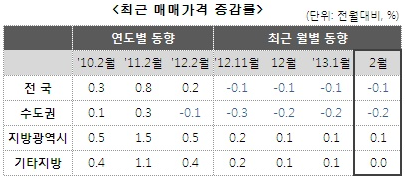 <최근 매매가격 증감률>
(단위: 전월대비, %)
연도별 동향 최근 월별 동향
'10.2월 '11.2월 '12.2월 '12.11월 12월 '13.1월 2월
전 국 0.3 0.8 0.2 -0.1 -0.1 -0.1 -0.1
수도권 0.1 0.3 -0.1 -0.3 -0.2 -0.2 -0.2
지방광역시 0.5 1.5 0.5 0.2 0.1 0.1 0.1
기타지방 0.4 1.1 0.4 0.2 0.1 0.1 0.0